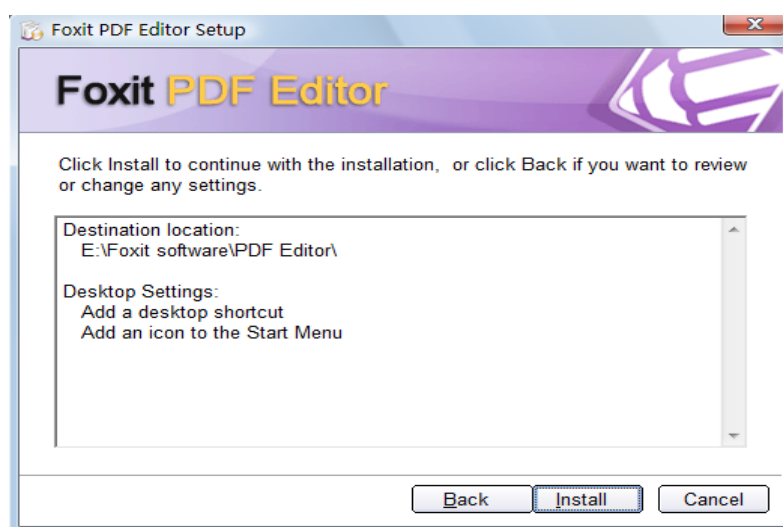 Foxit PDF Editor Setup
Foxit PDF Editor
Click Install to continue with the installation, or click Back if you want to review
or change any settings.
Destination location:
E:\Foxit software\PDF Editor\
Desktop Settings:
Add a desktop shortcut
Add an icon to the Start Menu
Back Install Cancel